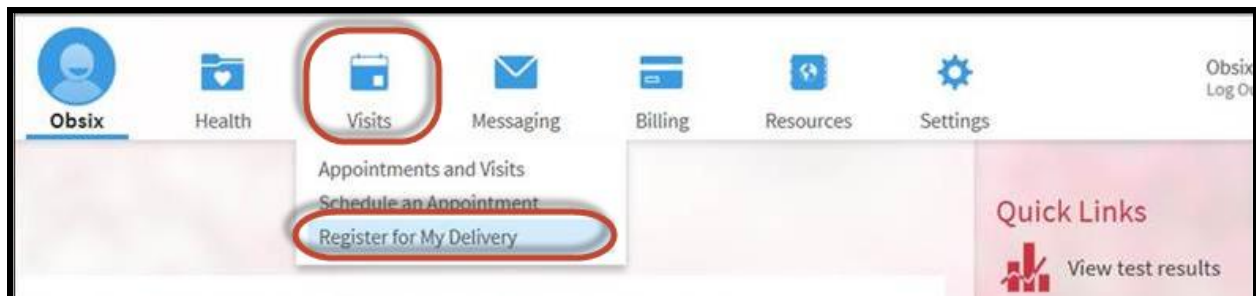 Obsix
Health
Visits
Messaging
Billing
Resources
Settings
Obsix
Appointments and Visits
Schedule an Appointment
Register for My Delivery
Quick Links
View test results